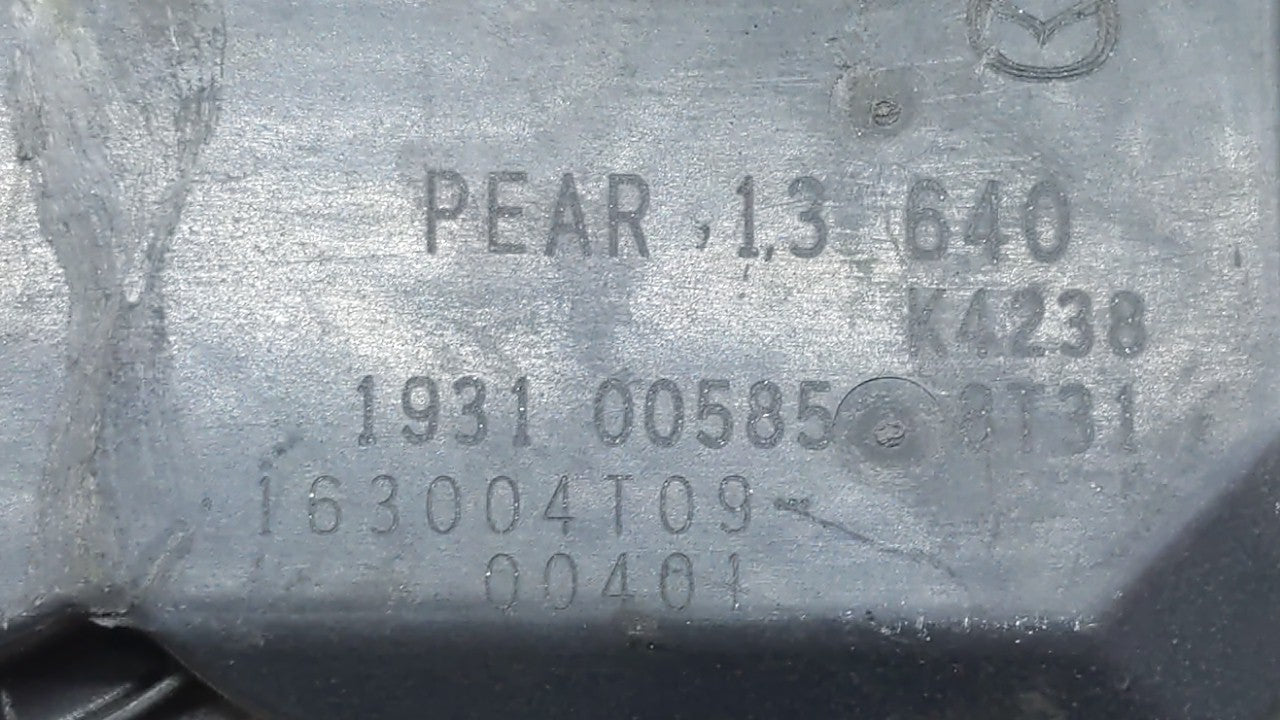 PEAR 13 640
K4238
1931 00585 8T31
163004T09
00401